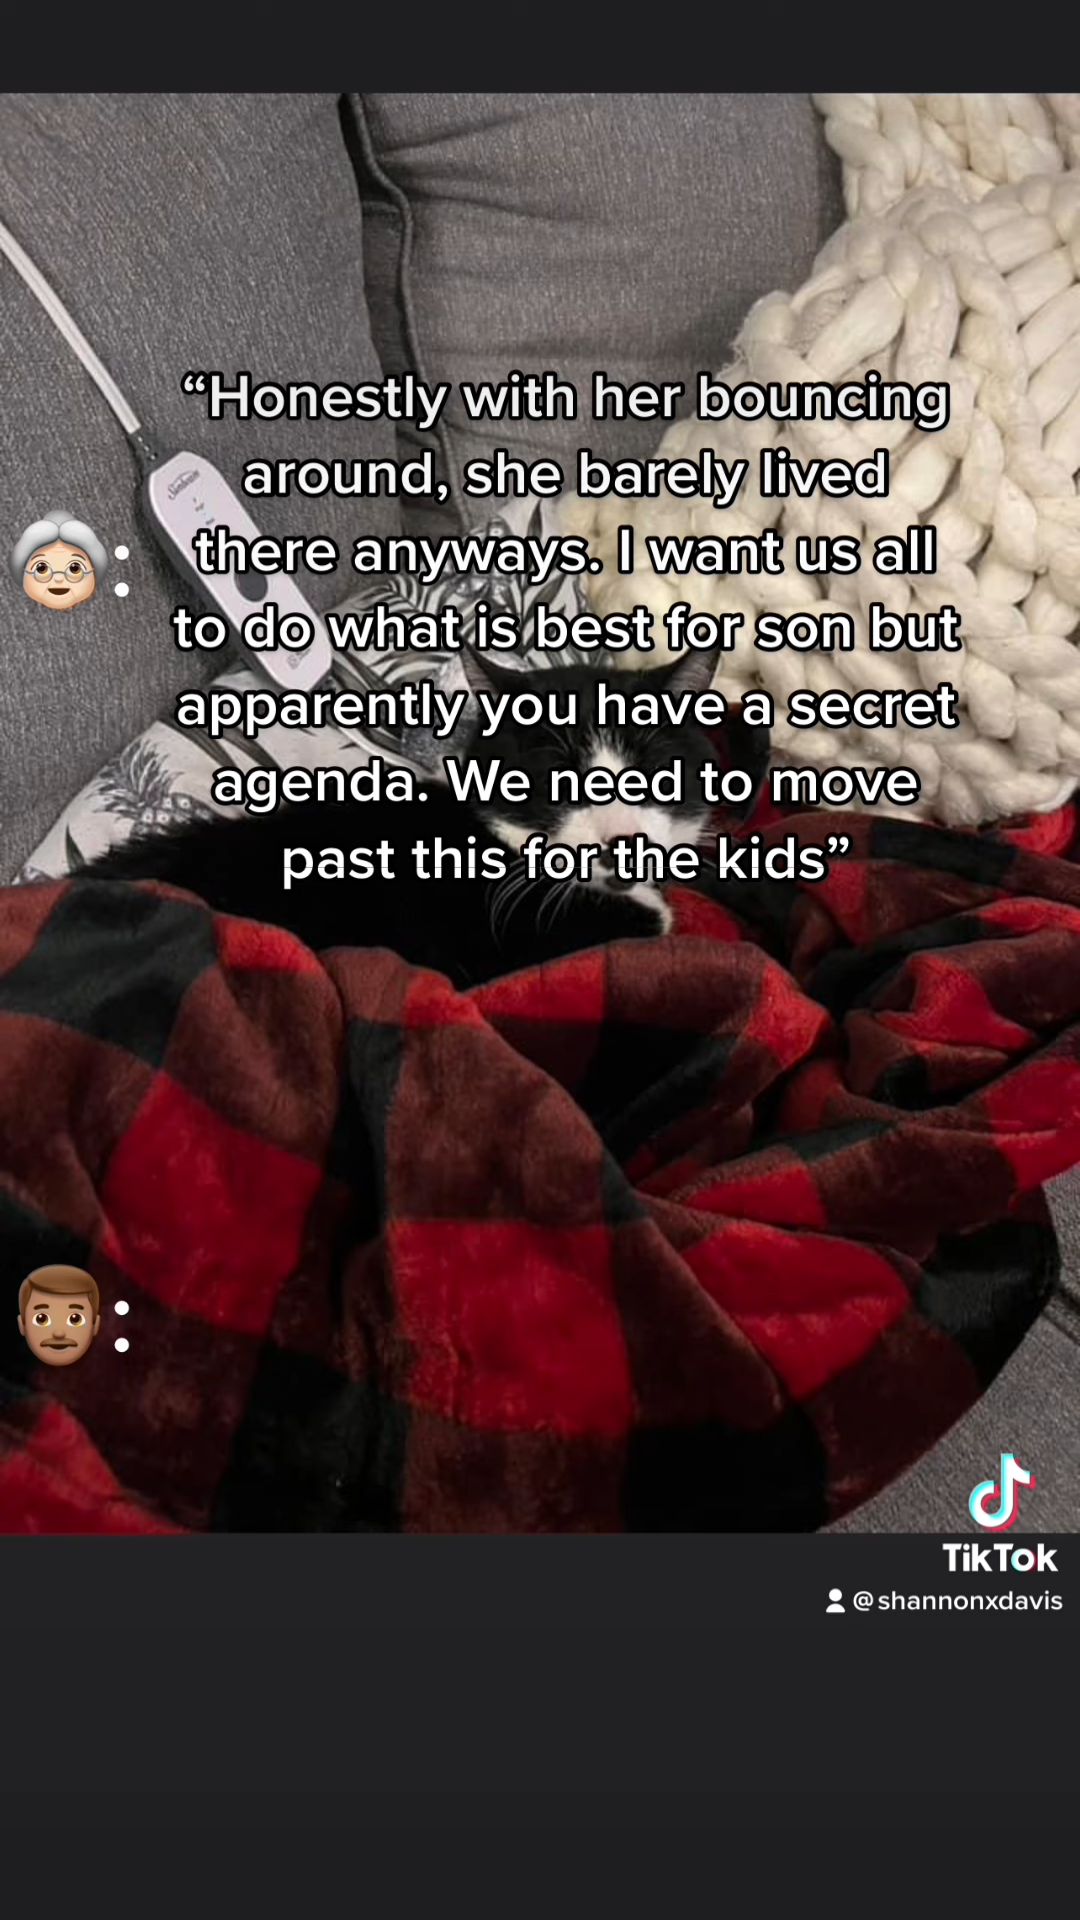 Sunbeam
“Honestly with her bouncing
around, she barely lived
there anyways. I want us all
to do what is best for son but
apparently you have a secret
agenda. We need to move
past this for the kids”
:
:
TikTok
@shannonxdavis